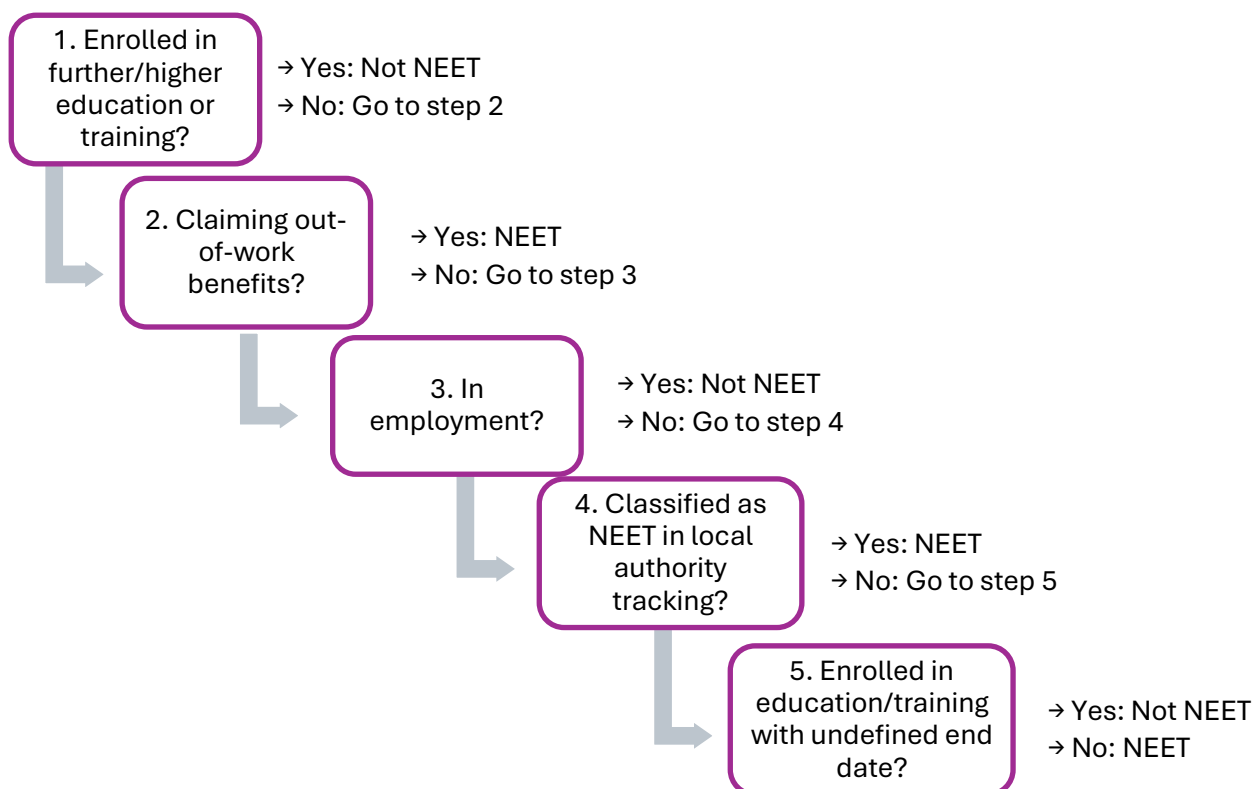 1. Enrolled in
further/higher
education or
training?
→ Yes: Not NEET
→ No: Go to step 2
2. Claiming out-
of-work
benefits?
→ Yes: NEET
→ No: Go to step 3
3. In
employment?
→ Yes: Not NEET
→ No: Go to step 4
4. Classified as
NEET in local
authority
tracking?
→ Yes: NEET
→ No: Go to step 5
5. Enrolled in
education/training
with undefined end
date?
→ Yes: Not NEET
→ No: NEET